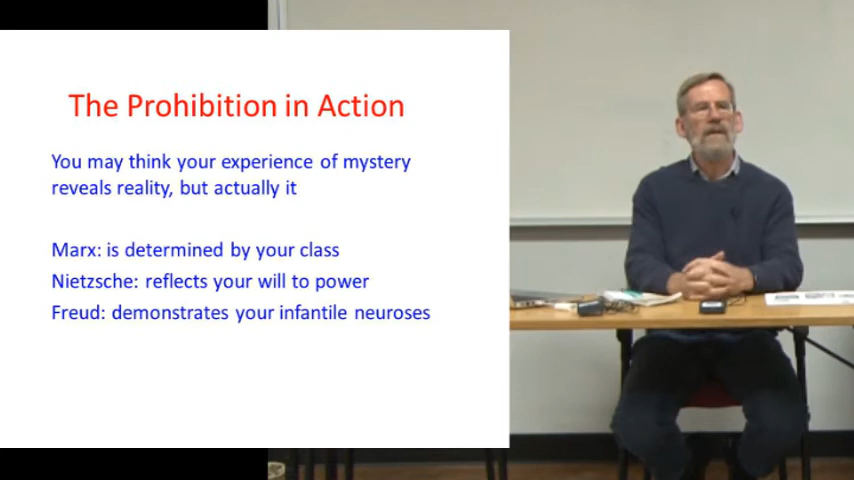 The Prohibition in Action
You may think your experience of mystery
reveals reality, but actually it
Marx: is determined by your class
Nietzsche: reflects your will to power
Freud: demonstrates your infantile neuroses